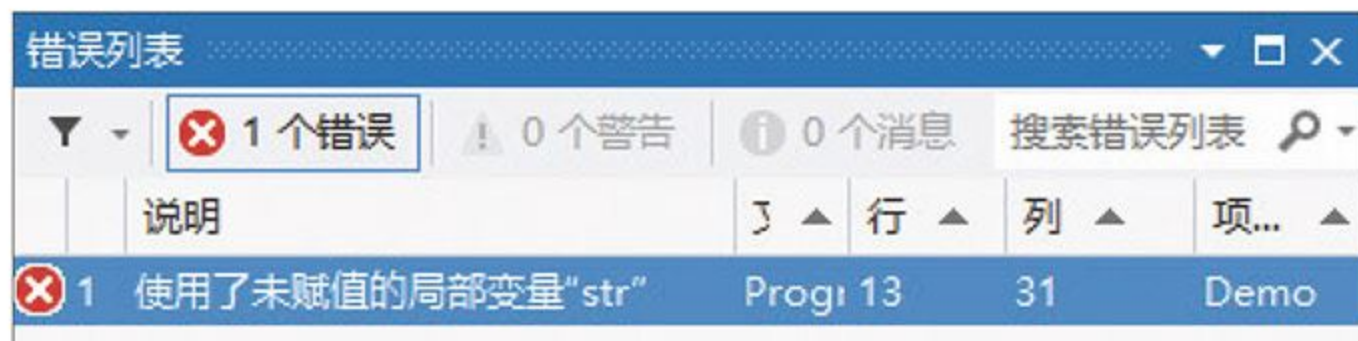 错误列表
1 个错误 0 个警告 0 个消息 搜索错误列表
说明 行 列 项...
1 使用了未赋值的局部变量"str" Progr 13 31 Demo